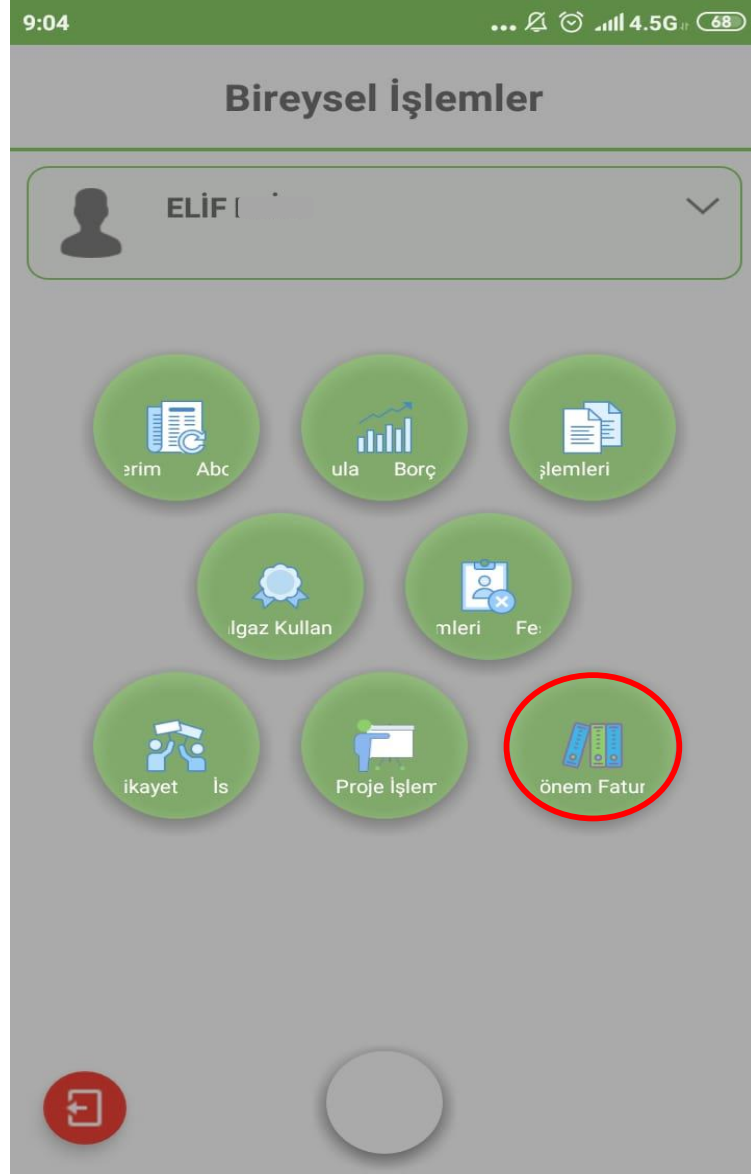 9:04 ... 4.5G 68
Bireysel İşlemler
ELİF
erim Abo
ula Borç
şlemleri
lgaz Kullan
mleri Fe
ikayet İs
Proje İşlem
önem Fatur